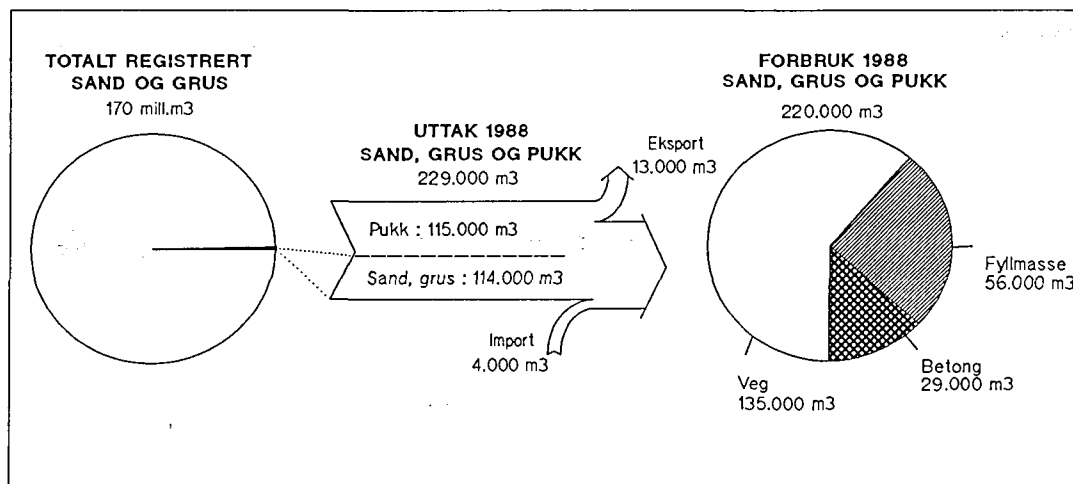 TOTALT REGISTRERT
SAND OG GRUS
170 mill.m3
UTTAK 1988
SAND, GRUS OG PUKK
229.000 m3
Pukk : 115.000 m3
Sand, grus : 114.000 m3
Eksport
13.000 m3
Import
4.000 m3
FORBRUK 1988
SAND, GRUS OG PUKK
220.000 m3
Fyllmasse
56.000 m3
Betong
29.000 m3
Veg
135.000 m3